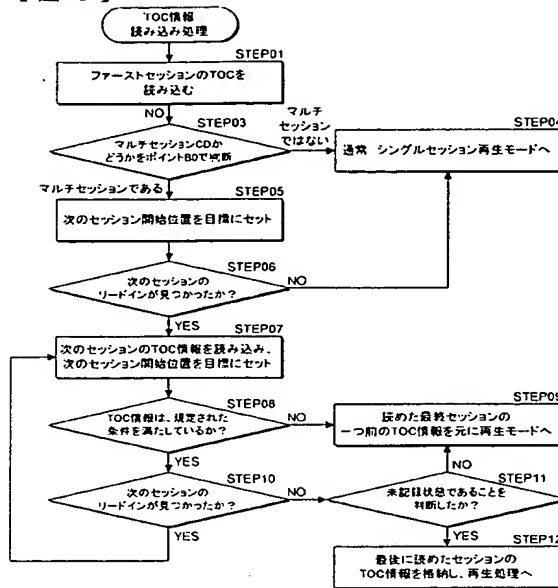 TOC情報
読み込み処理
STEP01
ファーストセッションのTOCを
読み込む
NO
STEP03
マルチセッションCDか
どうかをポイントB0で判断
マルチ
セッション
ではない
STEP04
通常 シングルセッション再生モードへ
マルチセッションである
STEP05
次のセッション開始位置を目標にセット
STEP06
次のセッションの
リードインが見つかったか?
NO
YES
STEP07
次のセッションのTOC情報を読み込み、
次のセッション開始位置を目標にセット
STEP08
TOC情報は、規定された
条件を満たしているか?
NO
STEP09
読めた最終セッションの
一つ前のTOC情報を元に再生モードへ
YES
STEP10
次のセッションの
リードインが見つかったか?
NO
YES
NO
STEP11
未記録状態であることを
判断したか?
YES
STEP12
最後に読めたセッションの
TOC情報を格納し、再生処理へ